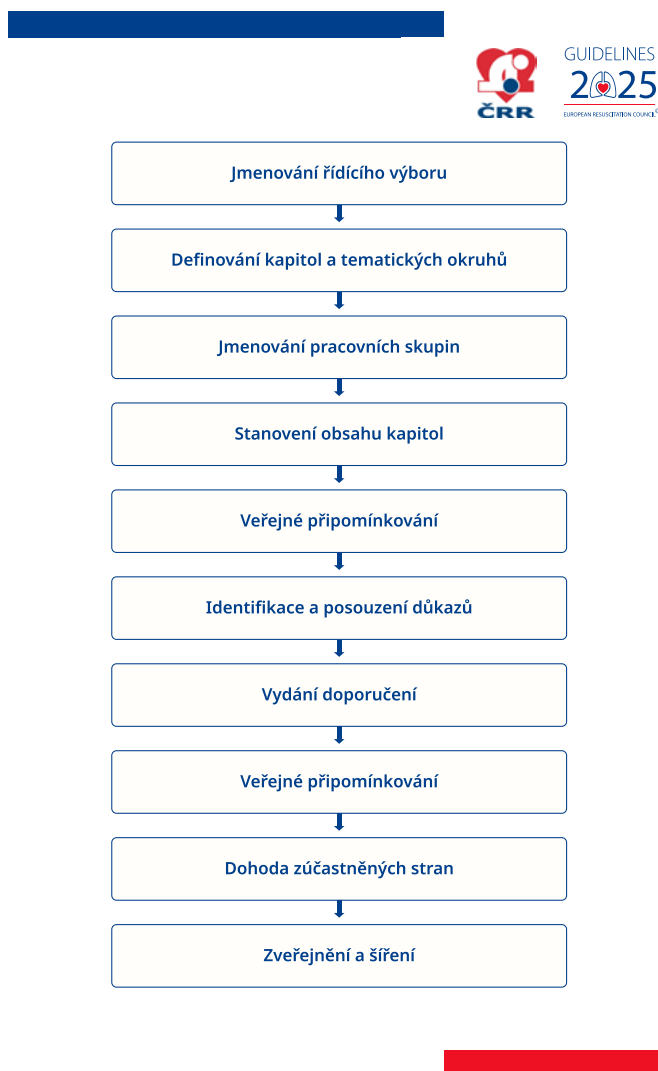 ČRR
GUIDELINES
2025
EUROPEAN RESUSCITATION COUNCIL
Jmenování řídícího výboru
Definování kapitol a tematických okruhů
Jmenování pracovních skupin
Stanovení obsahu kapitol
Veřejné připomínkování
Identifikace a posouzení důkazů
Vydání doporučení
Veřejné připomínkování
Dohoda zúčastněných stran
Zveřejnění a šíření